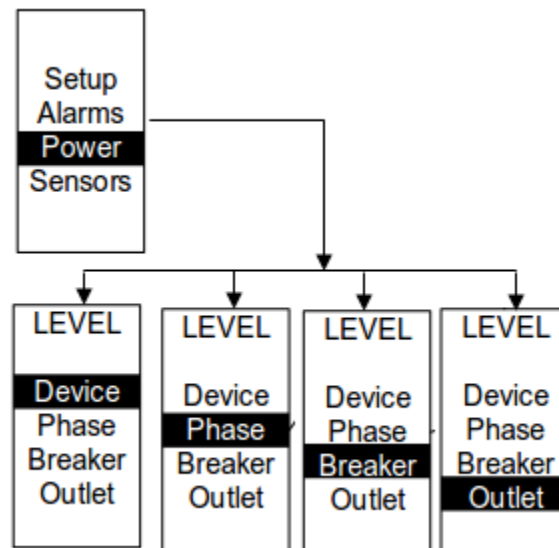 Setup
Alarms
Power
Sensors
LEVEL
Device
Phase
Breaker
Outlet
LEVEL
Device
Phase
Breaker
Outlet
LEVEL
Device
Phase
Breaker
Outlet
LEVEL
Device
Phase
Breaker
Outlet